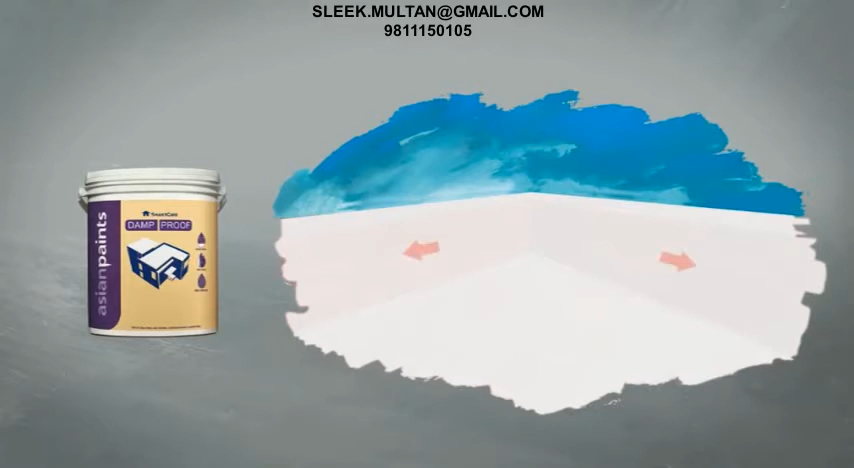 SLEEK.MULTAN@GMAIL.COM
9811150105
asianpaints
SmartCare
DAMP PROOF